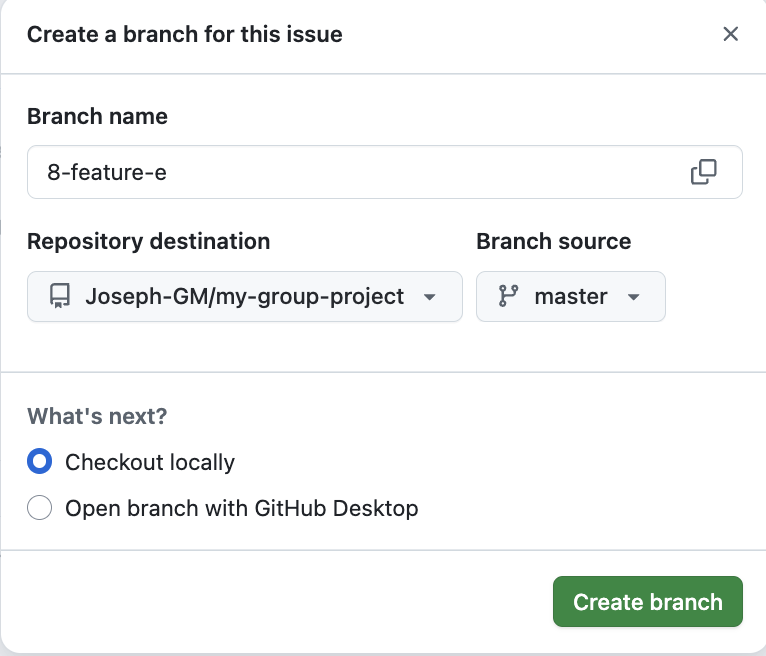 Create a branch for this issue
Branch name
8-feature-e
Repository destination
Branch source
Joseph-GM/my-group-project
master
What's next?
Checkout locally
Open branch with GitHub Desktop
Create branch